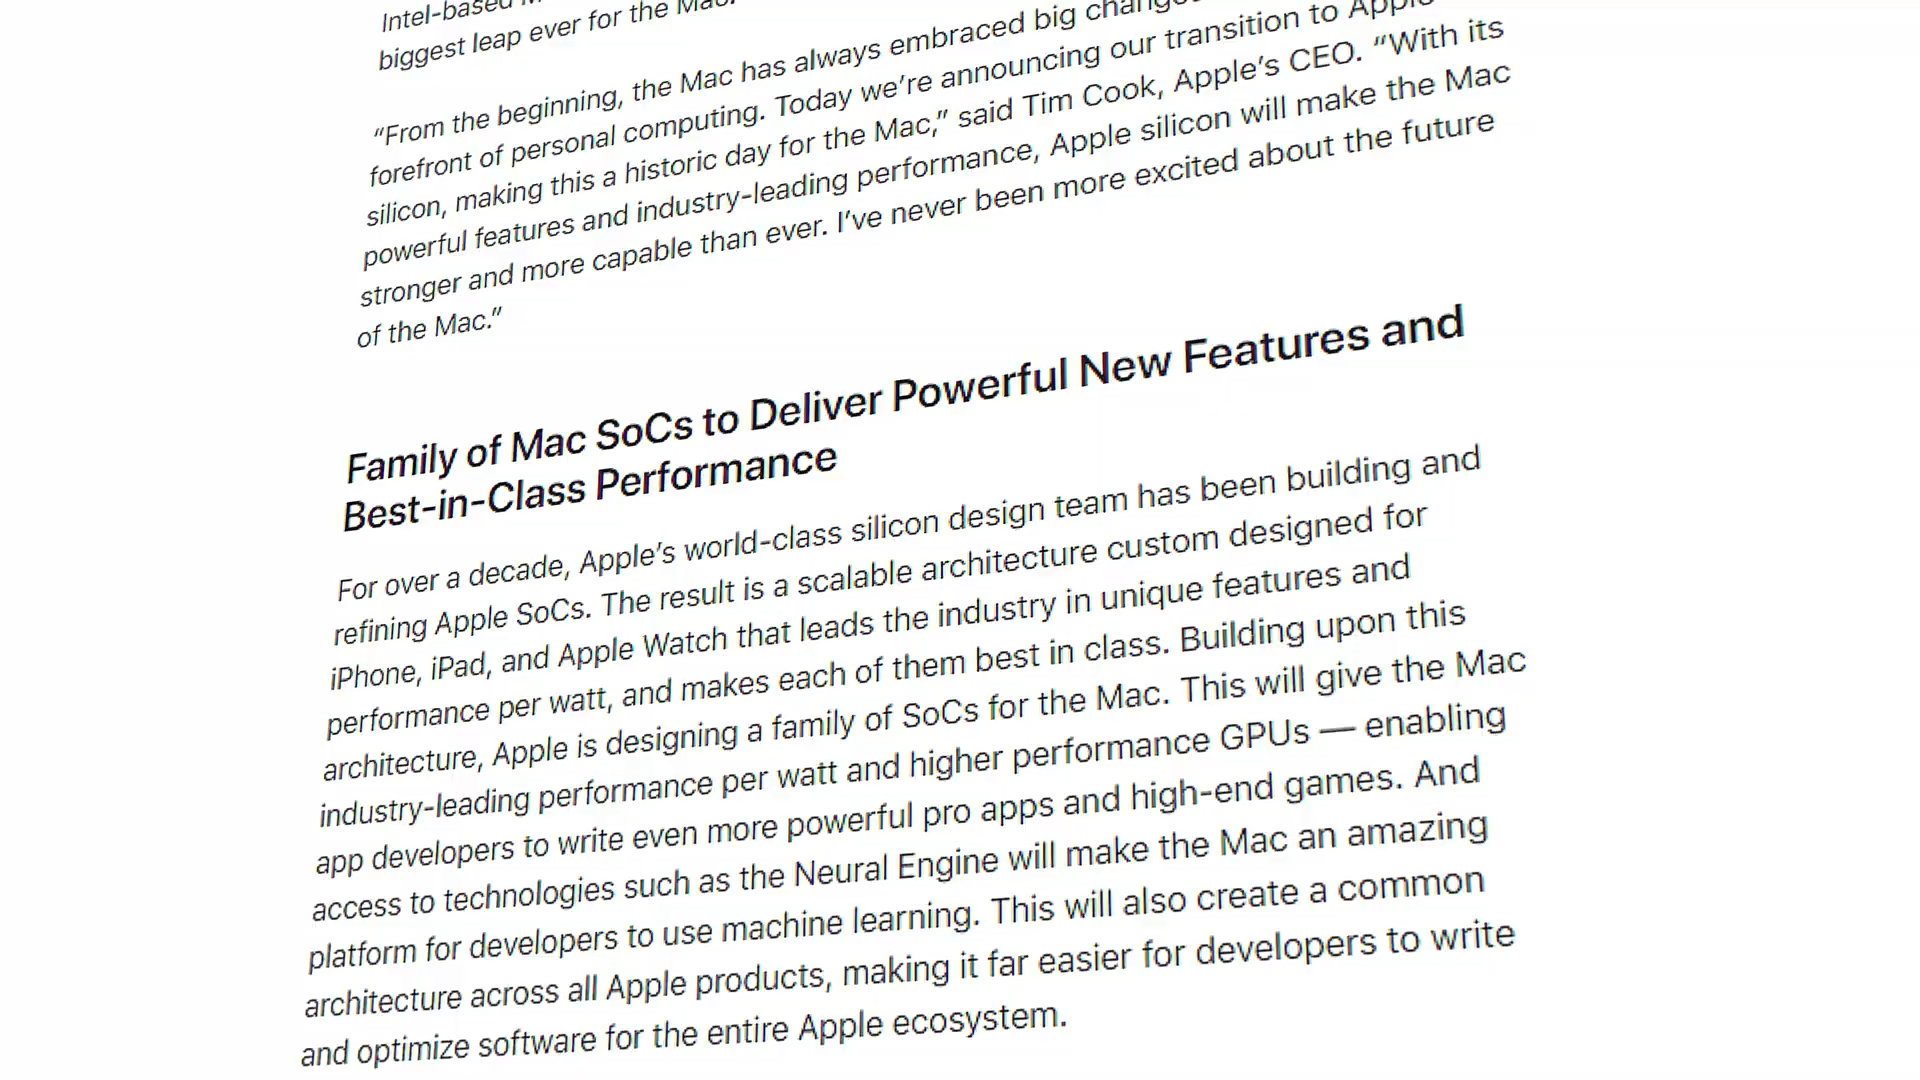 Intel-based
biggest leap ever for the Mac.
“From the beginning, the Mac has always embraced big
forefront of personal computing. Today we’re announcing our transition to Apple
silicon, making this a historic day for the Mac,” said Tim Cook, Apple’s CEO. “With its
powerful features and industry-leading performance, Apple silicon will make the Mac
stronger and more capable than ever. I’ve never been more excited about the future
of the Mac.”
Family of Mac SoCs to Deliver Powerful New Features and
Best-in-Class Performance
For over a decade, Apple’s world-class silicon design team has been building and
refining Apple SoCs. The result is a scalable architecture custom designed for
iPhone, iPad, and Apple Watch that leads the industry in unique features and
performance per watt, and makes each of them best in class. Building upon this
architecture, Apple is designing a family of SoCs for the Mac. This will give the Mac
industry-leading performance per watt and higher performance GPUs — enabling
app developers to write even more powerful pro apps and high-end games. And
access to technologies such as the Neural Engine will make the Mac an amazing
platform for developers to use machine learning. This will also create a common
architecture across all Apple products, making it far easier for developers to write
and optimize software for the entire Apple ecosystem.